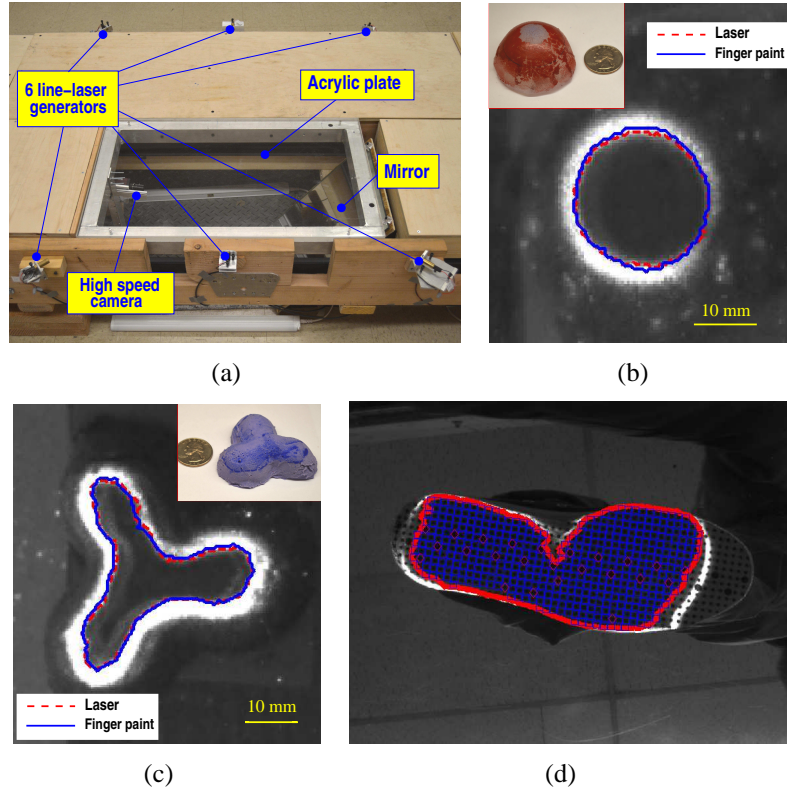 6 line-laser
generators
Acrylic plate
Mirror
High speed
camera
(a)
Laser
Finger paint
10 mm
(b)
Laser
Finger paint
10 mm
(c)
(d)